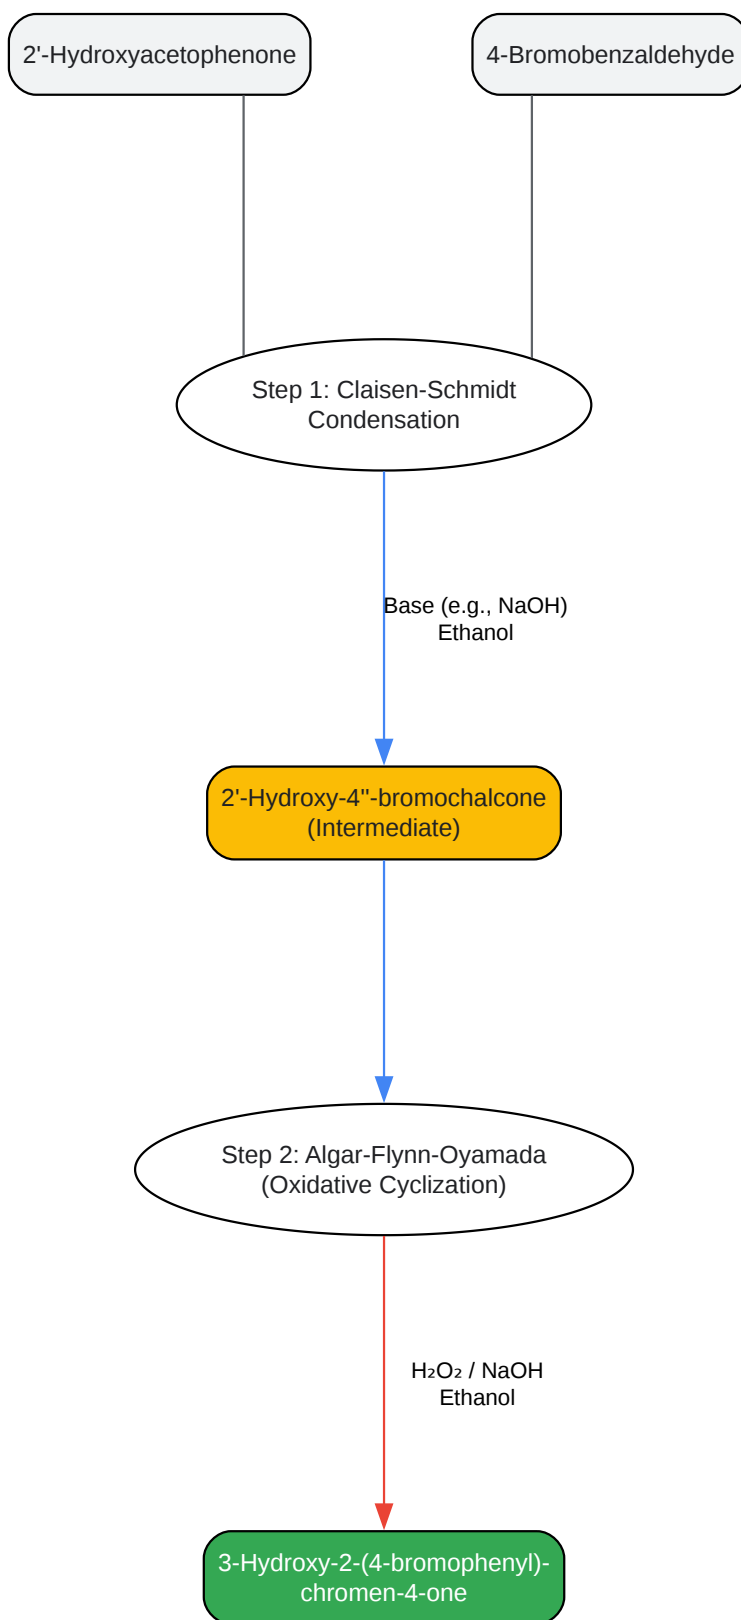 2'-Hydroxyacetophenone
4-Bromobenzaldehyde
Step 1: Claisen-Schmidt
Condensation
Base (e.g., NaOH)
Ethanol
2'-Hydroxy-4''-bromochalcone
(Intermediate)
Step 2: Algar-Flynn-Oyamada
(Oxidative Cyclization)
H₂O₂ / NaOH
Ethanol
3-Hydroxy-2-(4-bromophenyl)-
chromen-4-one